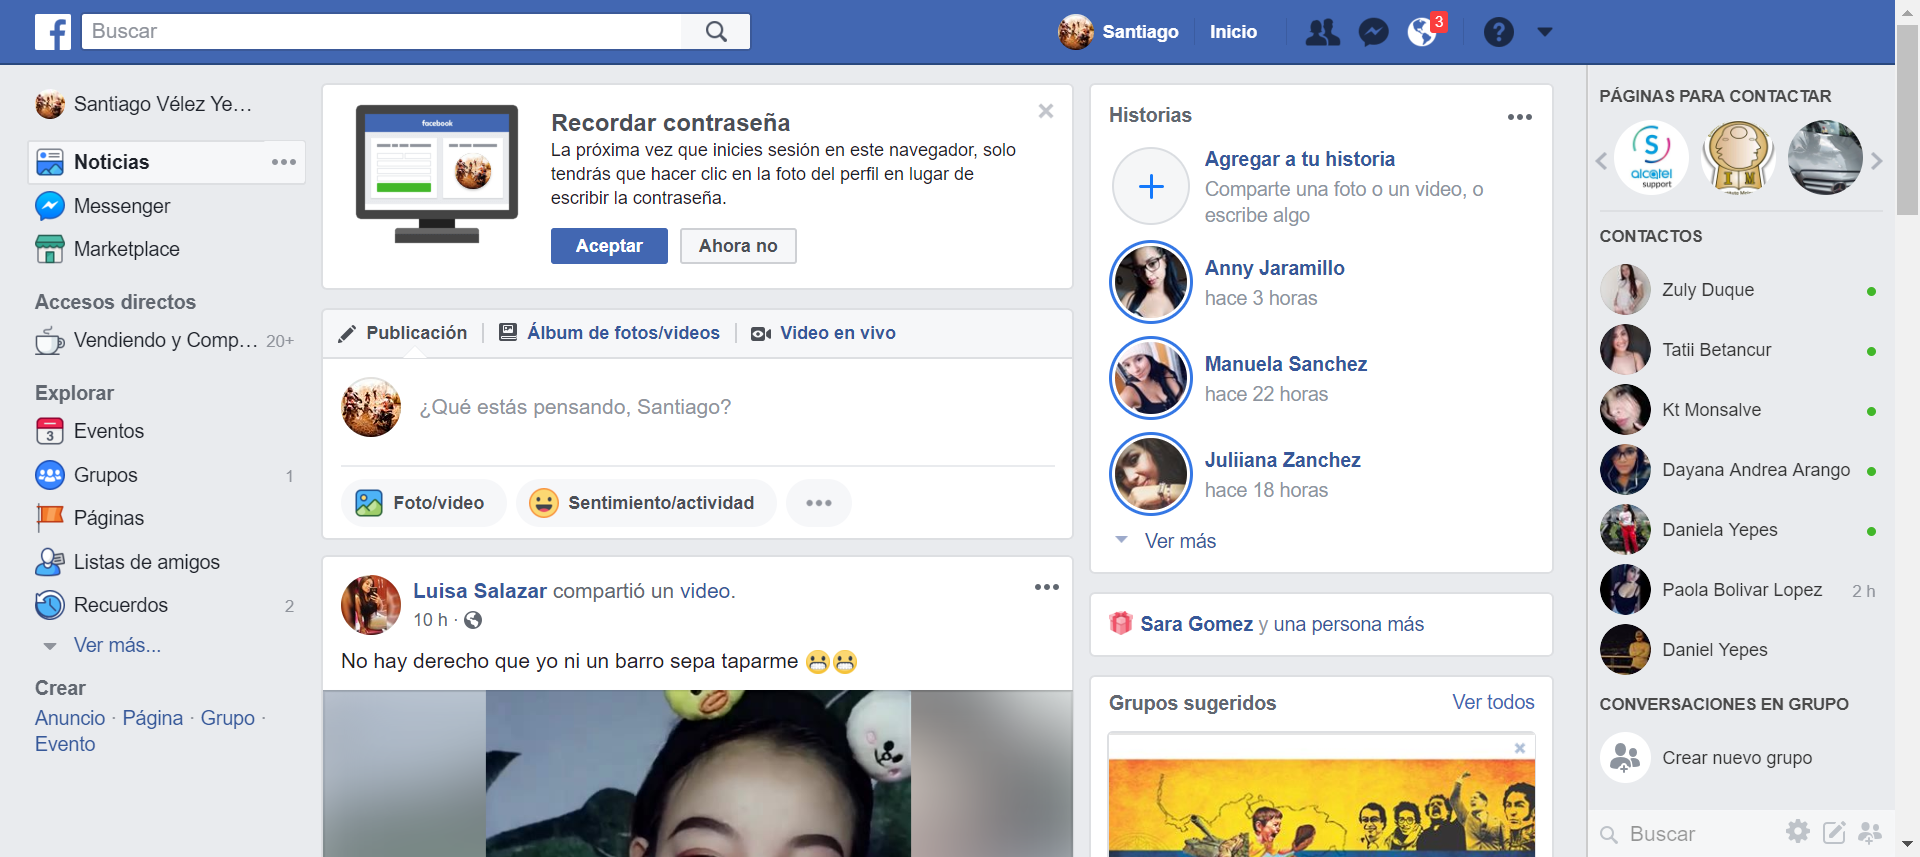 Buscar
Santiago
Inicio
3
Santiago Vélez Ye...
Noticias
Messenger
Marketplace
Accesos directos
Vendiendo y Comp... 20+
Explorar
3
Eventos
Grupos 1
Páginas
Listas de amigos
Recuerdos 2
Ver más...
Crear
Anuncio · Página · Grupo ·
Evento
facebook
Recordar contraseña
La próxima vez que inicies sesión en este navegador, solo
tendrás que hacer clic en la foto del perfil en lugar de
escribir la contraseña.
Aceptar
Ahora no
Publicación
Álbum de fotos/videos
Video en vivo
¿Qué estás pensando, Santiago?
Foto/video
Sentimiento/actividad
Luisa Salazar compartió un video.
10 h ·
No hay derecho que yo ni un barro sepa taparme 😬😬
Historias
Agregar a tu historia
Comparte una foto o un video, o
escribe algo
Anny Jaramillo
hace 3 horas
Manuela Sanchez
hace 22 horas
Juliiana Zanchez
hace 18 horas
Ver más
Sara Gomez y una persona más
Grupos sugeridos
Ver todos
PÁGINAS PARA CONTACTAR
S
alcatel
support
I M
CONTACTOS
Zuly Duque
Tatii Betancur
Kt Monsalve
Dayana Andrea Arango
Daniela Yepes
Paola Bolivar Lopez 2 h
Daniel Yepes
CONVERSACIONES EN GRUPO
Crear nuevo grupo
Buscar